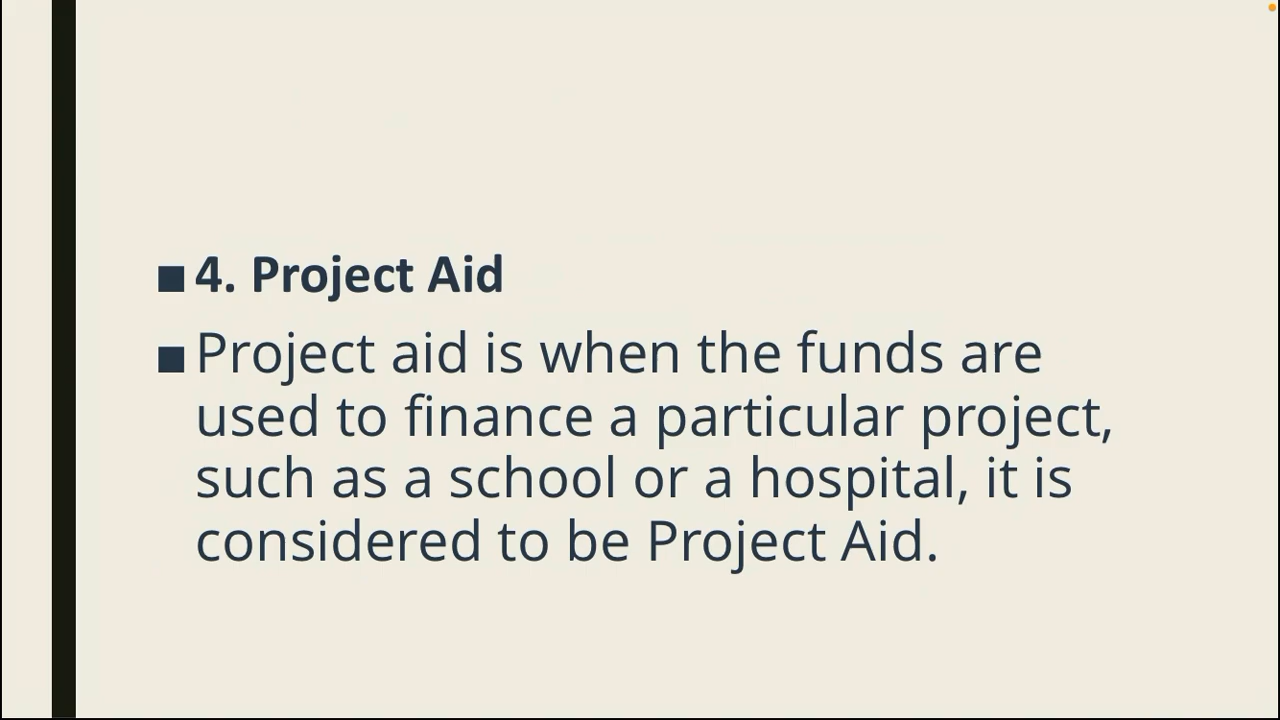 ■ 4. Project Aid
■ Project aid is when the funds are
used to finance a particular project,
such as a school or a hospital, it is
considered to be Project Aid.